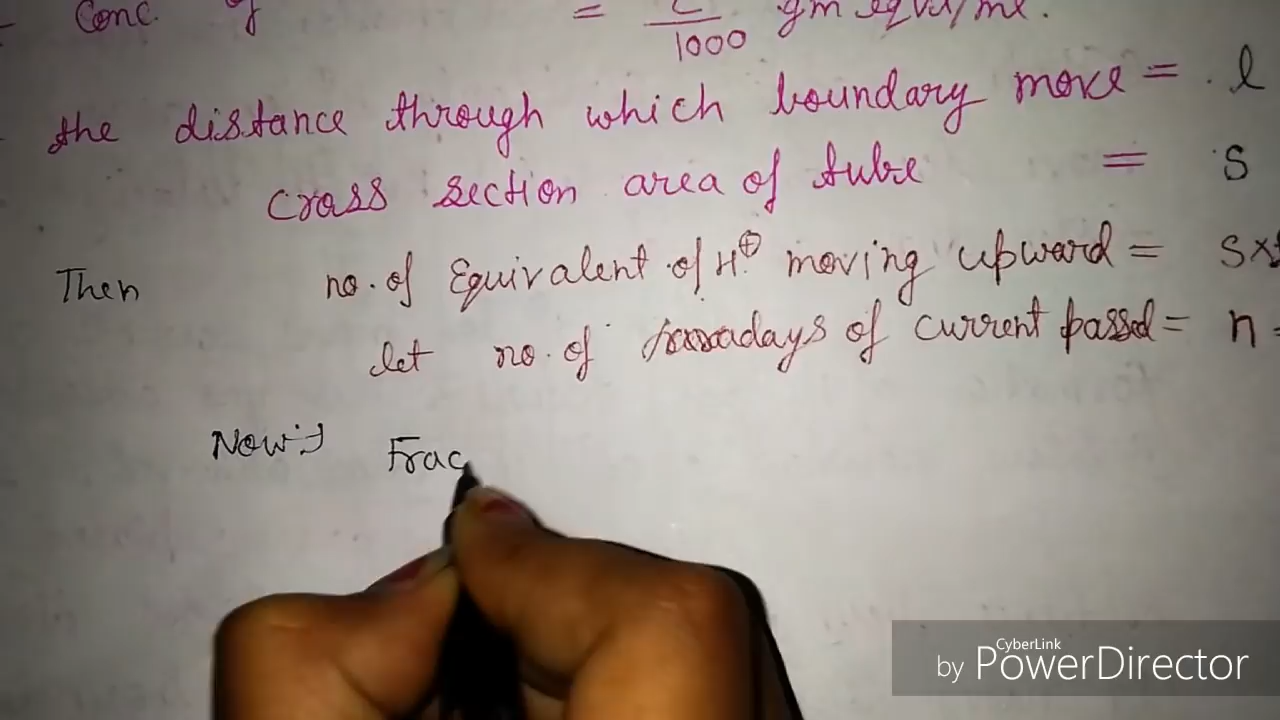 Conc. of = /1000 gm equi/ml.
the distance through which boundary move = l
cross section area of tube = s
Then no. of Equivalent of H⊕ moving upward = s×
let no. of faradays of current passed = n =
Now:⇒ Frac
CyberLink
by PowerDirector